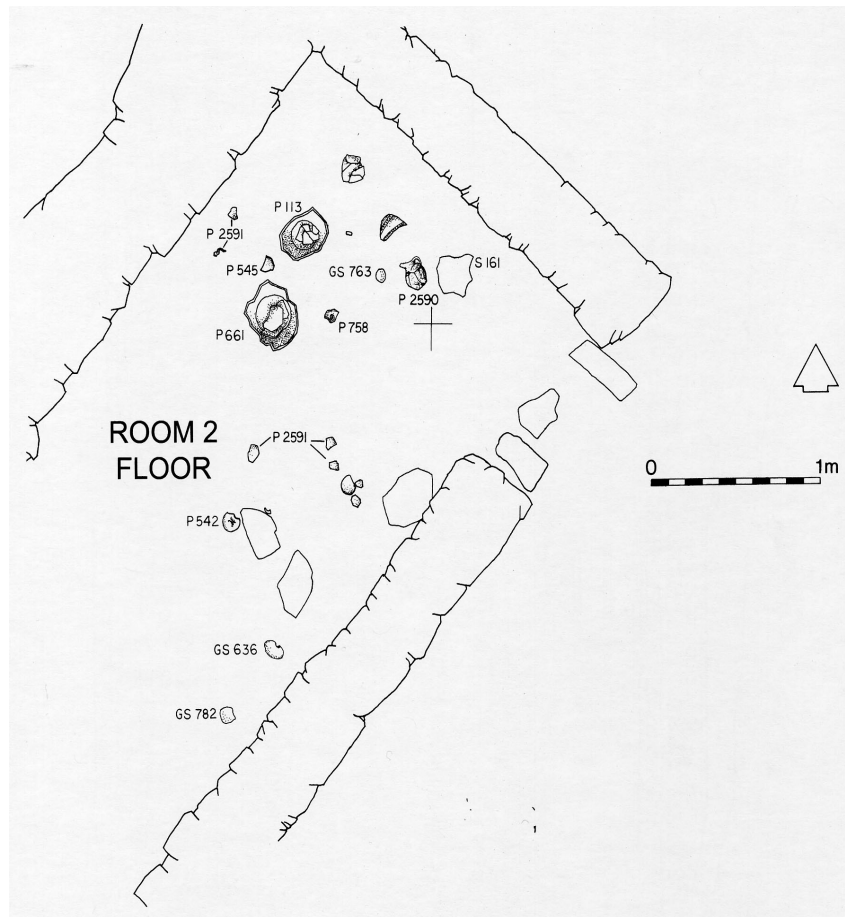 P 113
P 2591
P 545
GS 763
S 161
P 2590
P 661
P 758
ROOM 2
FLOOR
P 2591
0 1m
P 542
GS 636
GS 782